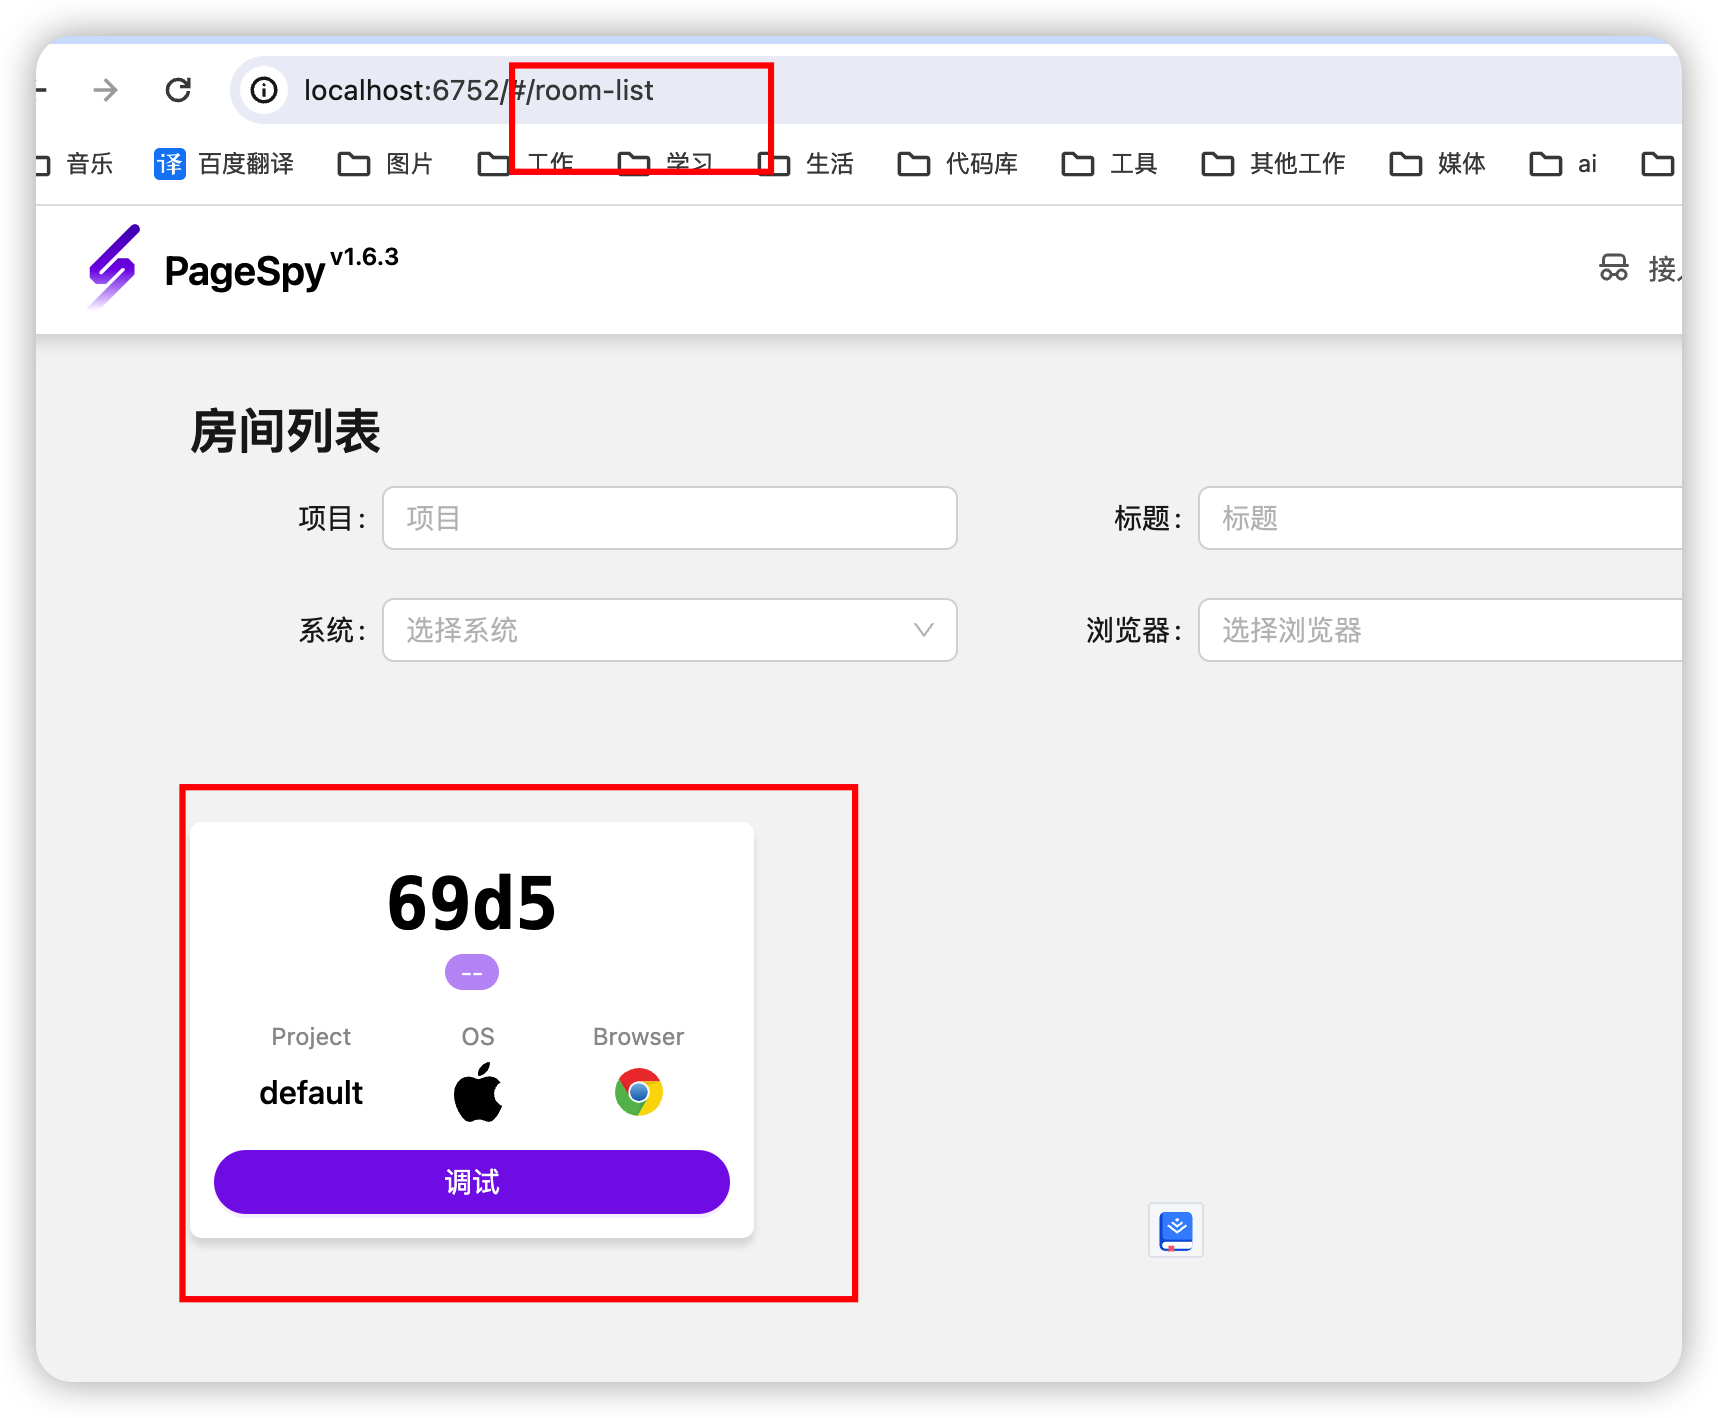 localhost:6752/#/room-list
音乐 百度翻译 图片 工作 学习 生活 代码库 工具 其他工作 媒体 ai
PageSpy v1.6.3
接
房间列表
项目: 项目 标题: 标题
系统: 选择系统 浏览器: 选择浏览器
69d5
--
Project OS Browser
default
调试